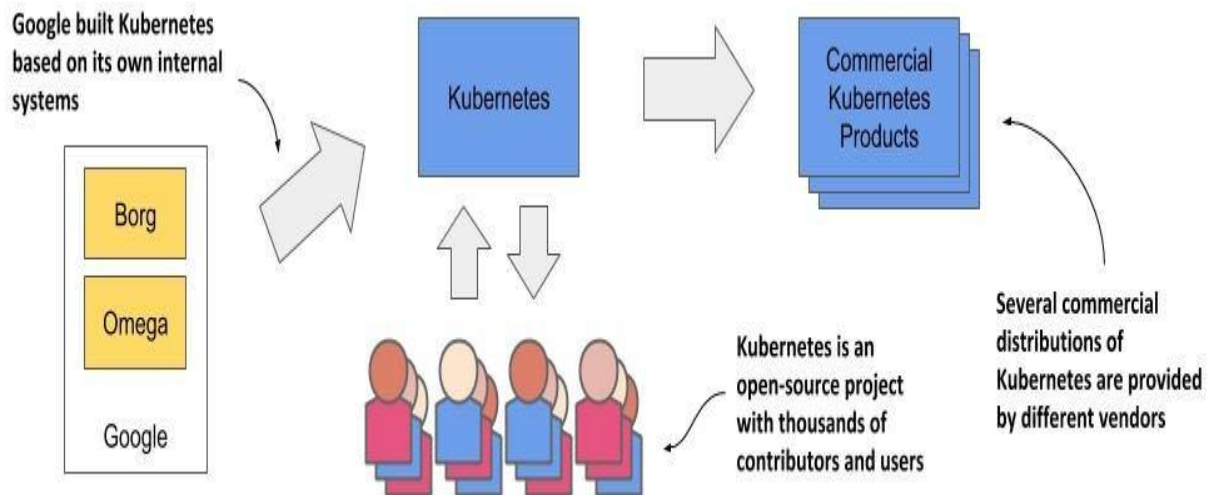 Google built Kubernetes
based on its own internal
systems
Borg
Omega
Google
Kubernetes
Commercial
Kubernetes
Products
Kubernetes is an
open-source project
with thousands of
contributors and users
Several commercial
distributions of
Kubernetes are provided
by different vendors